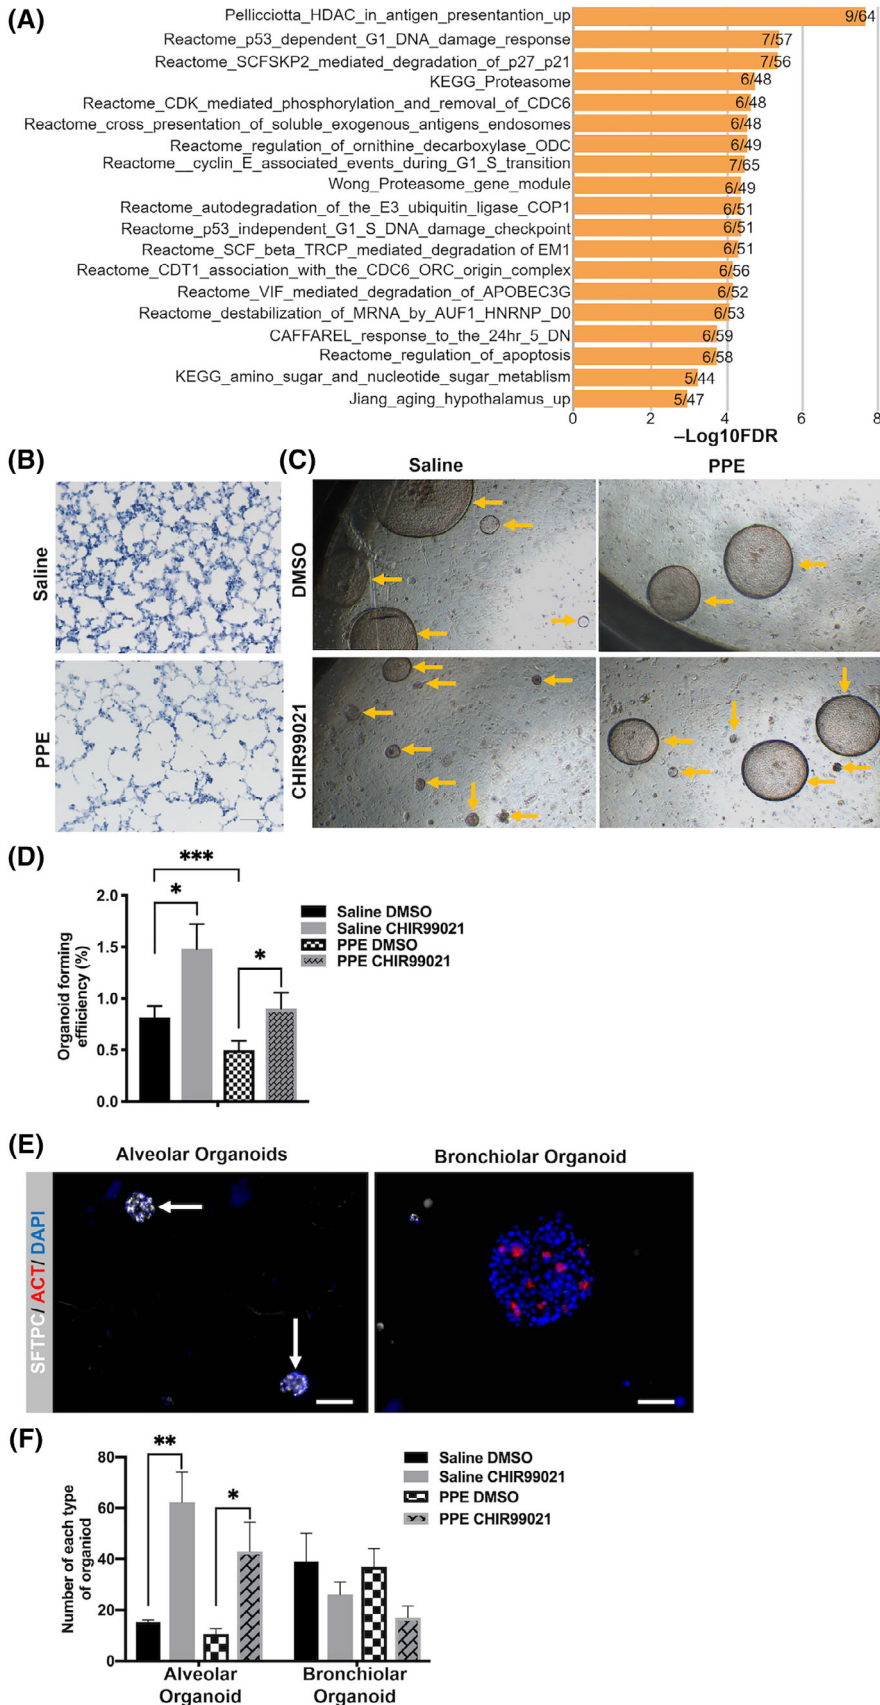 (A)
Pellicciotta_HDAC_in_antigen_presentantion_up
9/64
Reactome_p53_dependent_G1_DNA_damage_response
7/57
Reactome_SCFSKP2_mediated_degradation_of_p27_p21
7/56
KEGG_Proteasome
6/48
Reactome_CDK_mediated_phosphorylation_and_removal_of_CDC6
6/48
Reactome_cross_presentation_of_soluble_exogenous_antigens_endosomes
6/48
Reactome_regulation_of_ornithine_decarboxylase_ODC
6/49
Reactome__cyclin_E_associated_events_during_G1_S_transition
7/65
Wong_Proteasome_gene_module
6/49
Reactome_autodegradation_of_the_E3_ubiquitin_ligase_COP1
6/51
Reactome_p53_independent_G1_S_DNA_damage_checkpoint
6/51
Reactome_SCF_beta_TRCP_mediated_degradation of EM1
6/51
Reactome_CDT1_association_with_the_CDC6_ORC_origin_complex
6/56
Reactome_VIF_mediated_degradation_of_APOBEC3G
6/52
Reactome_destabilization_of_MRNA_by_AUF1_HNRNP_D0
6/53
CAFFAREL_response_to_the_24hr_5_DN
6/59
Reactome_regulation_of_apoptosis
6/58
KEGG_amino_sugar_and_nucleotide_sugar_metablism
5/44
Jiang_aging_hypothalamus_up
5/47
0 2 4 6 8
–Log10FDR
(B)
Saline
PPE
(C)
Saline PPE
DMSO
CHIR99021
(D)
***
*
*
2.0
1.5
1.0
0.5
0.0
Organoid forming
effiiciency (%)
Saline DMSO
Saline CHIR99021
PPE DMSO
PPE CHIR99021
(E)
Alveolar Organoids
Bronchiolar Organoid
SFTPC/ ACT/ DAPI
(F)
**
*
80
60
40
20
0
Number of each type
of organiod
Saline DMSO
Saline CHIR99021
PPE DMSO
PPE CHIR99021
Alveolar
Organoid
Bronchiolar
Organoid